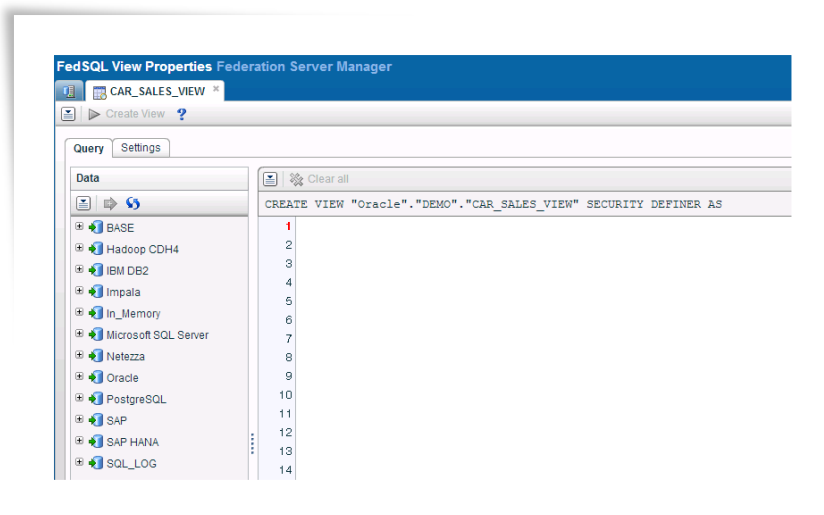 FedSQL View Properties Federation Server Manager
CAR_SALES_VIEW ×
Create View ?
Query Settings
Data
Clear all
CREATE VIEW "Oracle"."DEMO"."CAR_SALES_VIEW" SECURITY DEFINER AS
BASE
Hadoop CDH4
IBM DB2
Impala
In_Memory
Microsoft SQL Server
Netezza
Oracle
PostgreSQL
SAP
SAP HANA
SQL_LOG
1
2
3
4
5
6
7
8
9
10
11
12
13
14